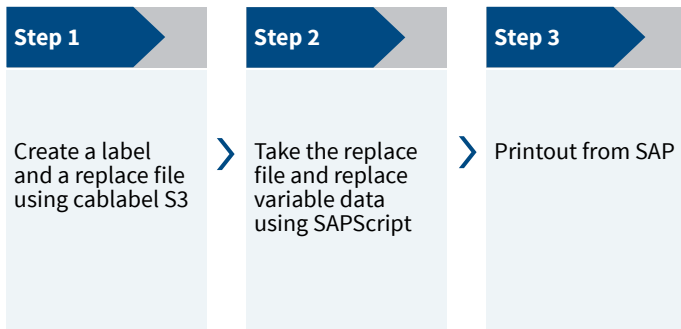 Step 1
Create a label
and a replace file
using cablabel S3
Step 2
Take the replace
file and replace
variable data
using SAPScript
Step 3
Printout from SAP